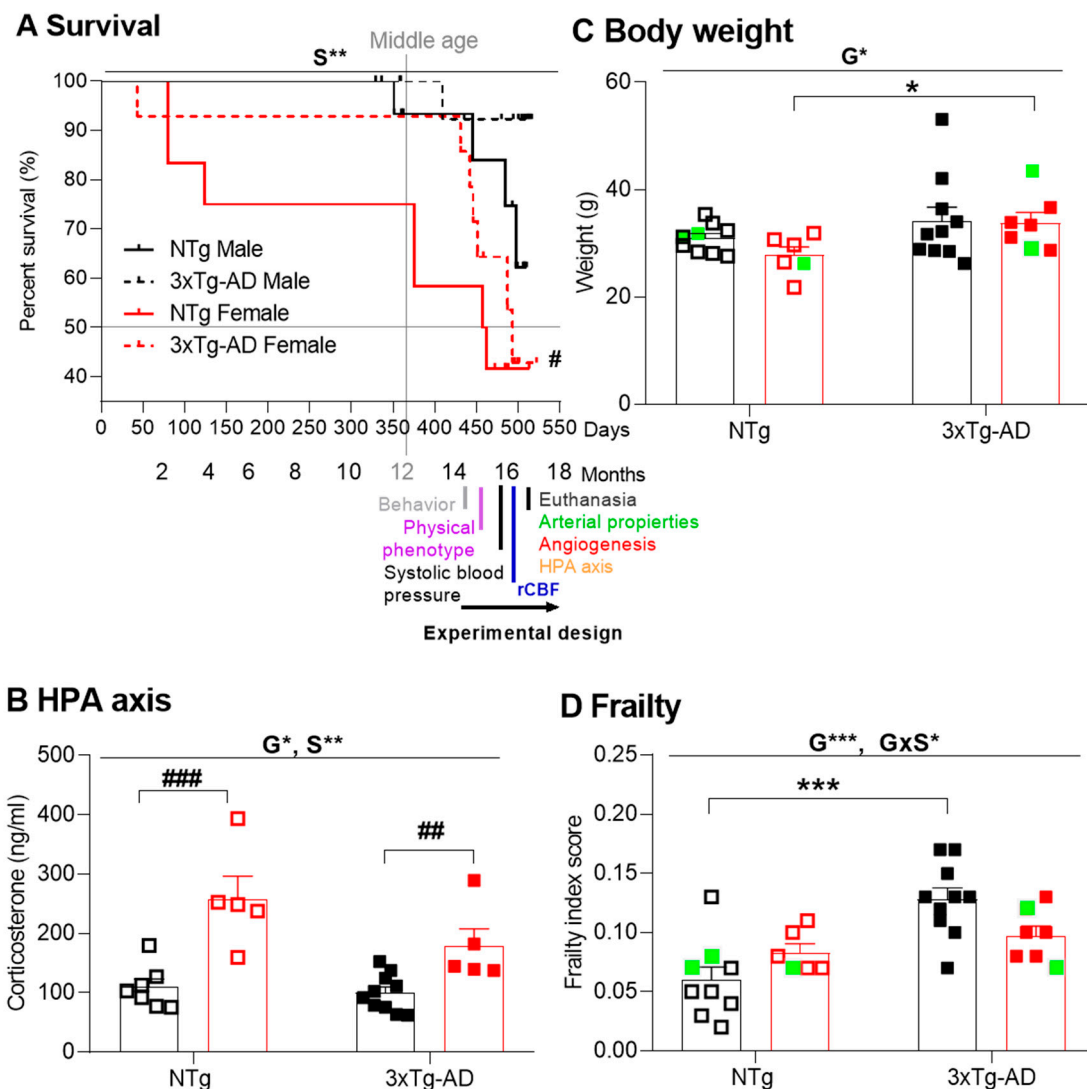 A Survival
Middle age
S**
Percent survival (%)
100
90
80
70
60
50
40
NTg Male
3xTg-AD Male
NTg Female
3xTg-AD Female
#
0 50 100 150 200 250 300 350 400 450 500 550
Days
2 4 6 8 10 12 14 16 18 Months
Behavior
Physical
phenotype
Systolic blood
pressure
rCBF
Euthanasia
Arterial propierties
Angiogenesis
HPA axis
Experimental design
C Body weight
G*
*
Weight (g)
60
40
20
0
NTg 3xTg-AD
B HPA axis
G*, S**
###
##
Corticosterone (ng/ml)
500
400
300
200
100
0
NTg 3xTg-AD
D Frailty
G***, GxS*
***
Frailty index score
0.25
0.20
0.15
0.10
0.05
0.00
NTg 3xTg-AD